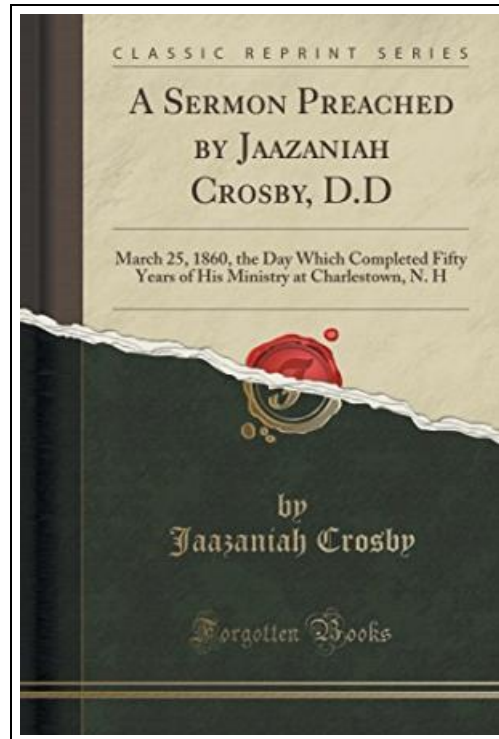 CLASSIC REPRINT SERIES
A SERMON PREACHED
BY JAAZANIAH
CROSBY, D.D
March 25, 1860, the Day Which Completed Fifty
Years of His Ministry at Charlestown, N. H
by
Jaazaniah Crosby
Forgotten Books